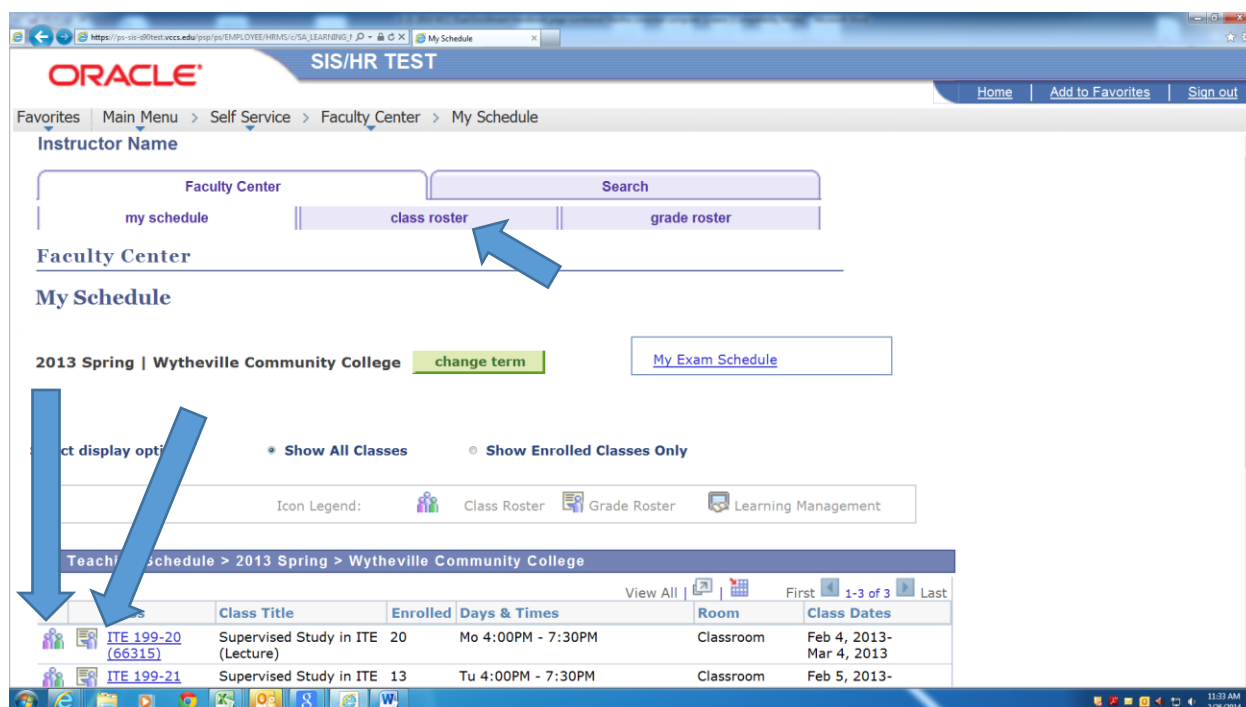 https://ps-sis-s90test.vccs.edu/psp/ps/EMPLOYEE/HRMS/c/SA_LEARNING_
My Schedule
ORACLE
SIS/HR TEST
Home | Add to Favorites | Sign out
Favorites Main Menu > Self Service > Faculty Center > My Schedule
Instructor Name
Faculty Center Search
my schedule class roster grade roster
Faculty Center
My Schedule
2013 Spring | Wytheville Community College change term My Exam Schedule
display Show All Classes Show Enrolled Classes Only
Icon Legend: Class Roster Grade Roster Learning Management
Schedule > 2013 Spring > Wytheville Community College
View All | | First 1-3 of 3 Last
Class Title Enrolled Days & Times Room Class Dates
ITE 199-20 Supervised Study in ITE 20 Mo 4:00PM - 7:30PM Classroom Feb 4, 2013-
(66315) (Lecture) Mar 4, 2013
ITE 199-21 Supervised Study in ITE 13 Tu 4:00PM - 7:30PM Classroom Feb 5, 2013-
11:33 AM